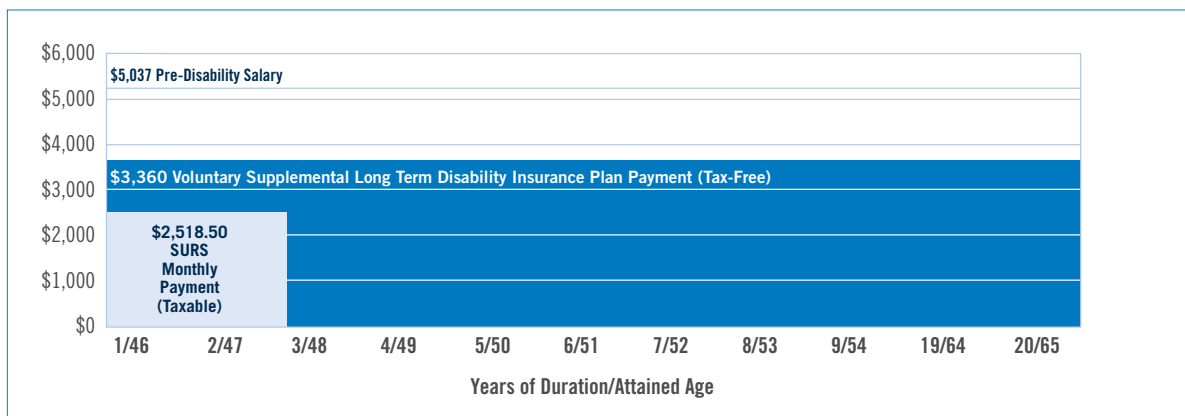 $6,000
$5,037 Pre-Disability Salary
$5,000
$4,000
$3,360 Voluntary Supplemental Long Term Disability Insurance Plan Payment (Tax-Free)
$3,000
$2,518.50
SURS
Monthly
Payment
(Taxable)
$2,000
$1,000
$0
1/46 2/47 3/48 4/49 5/50 6/51 7/52 8/53 9/54 19/64 20/65
Years of Duration/Attained Age